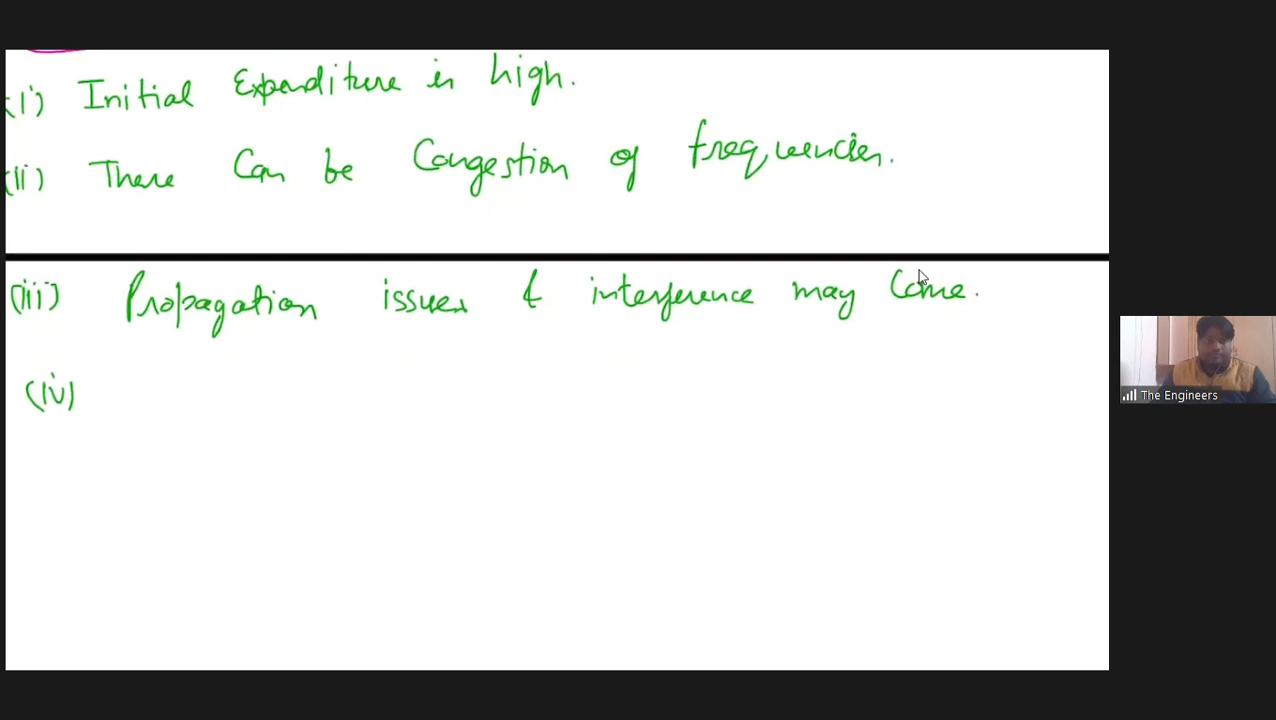 (i) Initial Expenditure is high.
(ii) There Can be Congestion of frequencies.
(iii) Propagation issues & interference may Come.
(iv)
The Engineers